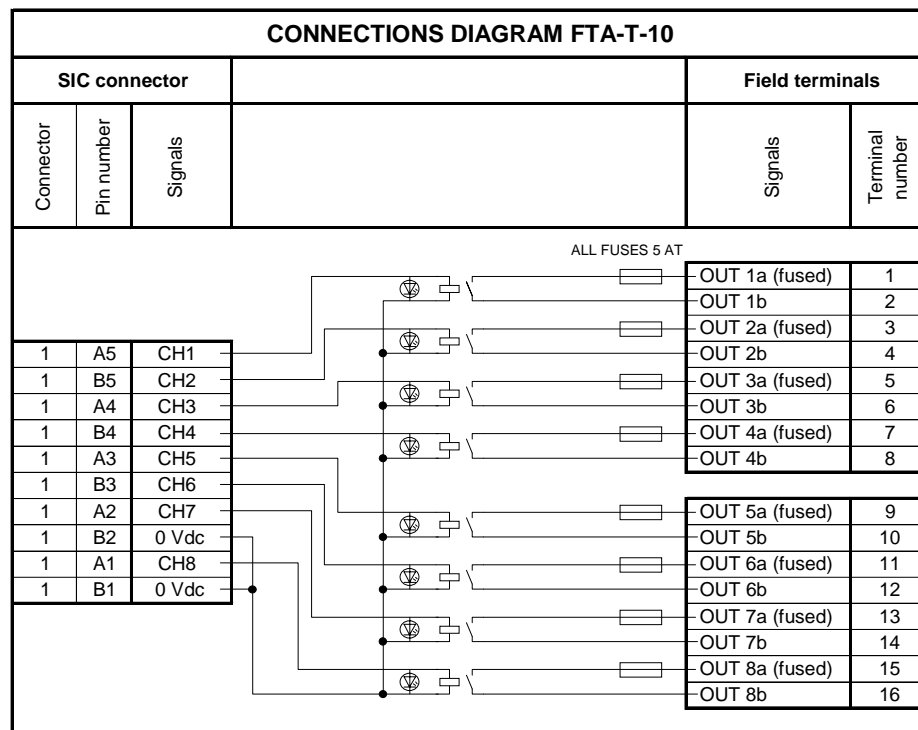 CONNECTIONS DIAGRAM FTA-T-10
SIC connector Field terminals
Connector Pin number Signals Signals Terminal number
ALL FUSES 5 AT
OUT 1a (fused) 1
OUT 1b 2
OUT 2a (fused) 3
1 A5 CH1 OUT 2b 4
1 B5 CH2 OUT 3a (fused) 5
1 A4 CH3 OUT 3b 6
1 B4 CH4 OUT 4a (fused) 7
1 A3 CH5 OUT 4b 8
1 B3 CH6
1 A2 CH7 OUT 5a (fused) 9
1 B2 0 Vdc OUT 5b 10
1 A1 CH8 OUT 6a (fused) 11
1 B1 0 Vdc OUT 6b 12
OUT 7a (fused) 13
OUT 7b 14
OUT 8a (fused) 15
OUT 8b 16